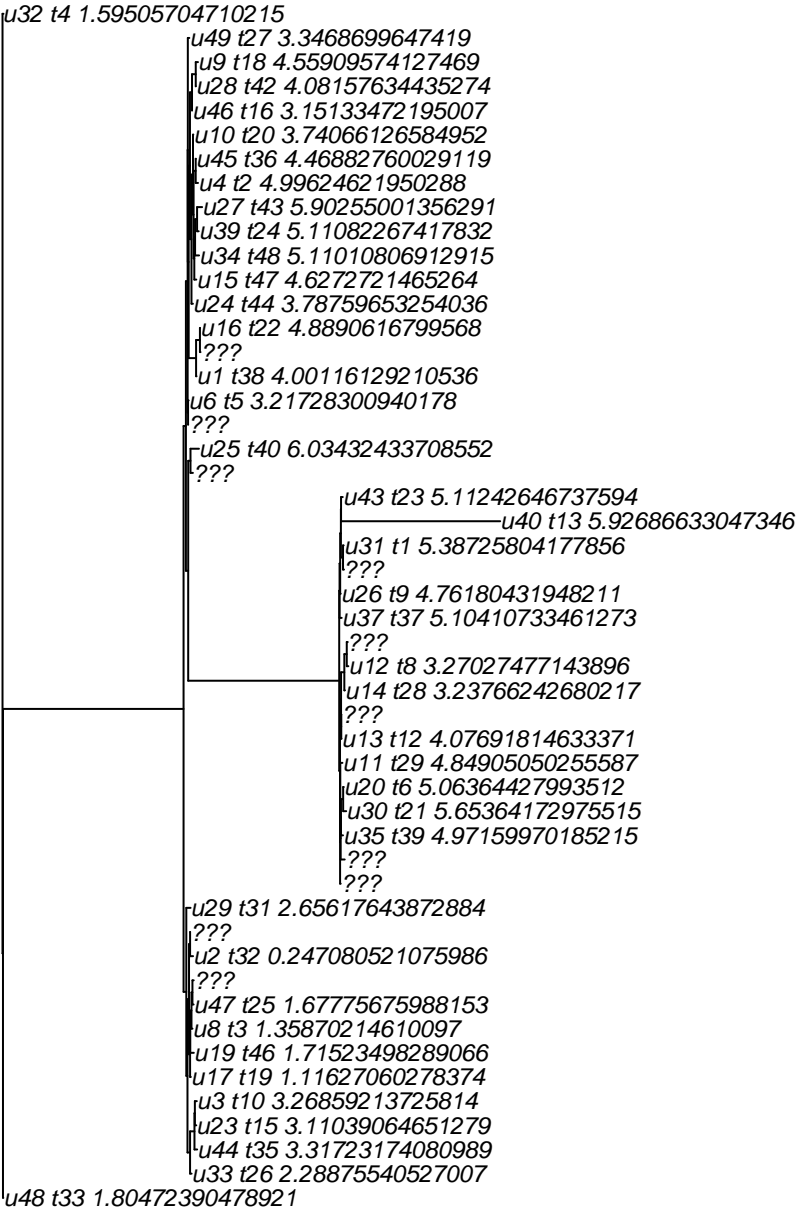 u32 t4 1.59505704710215
u49 t27 3.3468699647419
u9 t18 4.55909574127469
u28 t42 4.08157634435274
u46 t16 3.15133472195007
u10 t20 3.74066126584952
u45 t36 4.46882760029119
u4 t2 4.99624621950288
u27 t43 5.90255001356291
u39 t24 5.11082267417832
u34 t48 5.11010806912915
u15 t47 4.6272721465264
u24 t44 3.78759653254036
u16 t22 4.8890616799568
???
u1 t38 4.00116129210536
u6 t5 3.21728300940178
???
u25 t40 6.03432433708552
???
u43 t23 5.11242646737594
u40 t13 5.92686633047346
u31 t1 5.38725804177856
???
u26 t9 4.76180431948211
u37 t37 5.10410733461273
???
u12 t8 3.27027477143896
u14 t28 3.23766242680217
???
u13 t12 4.07691814633371
u11 t29 4.84905050255587
u20 t6 5.06364427993512
u30 t21 5.65364172975515
u35 t39 4.97159970185215
???
???
u29 t31 2.65617643872884
???
u2 t32 0.247080521075986
???
u47 t25 1.67775675988153
u8 t3 1.35870214610097
u19 t46 1.71523498289066
u17 t19 1.11627060278374
u3 t10 3.26859213725814
u23 t15 3.11039064651279
u44 t35 3.31723174080989
u33 t26 2.28875540527007
u48 t33 1.80472390478921